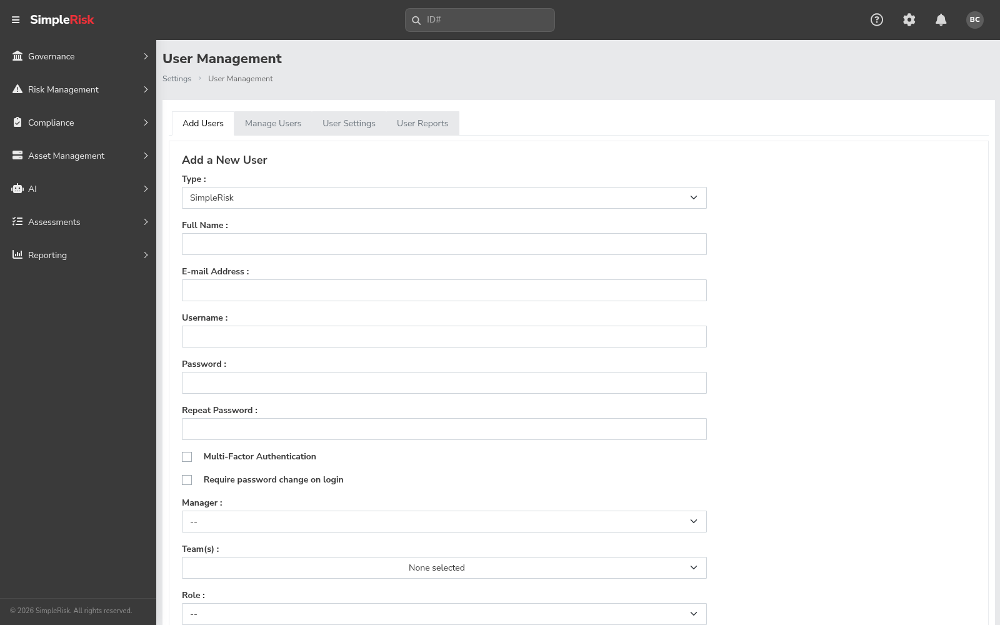 SimpleRisk
ID#
BC
Governance
Risk Management
Compliance
Asset Management
AI
Assessments
Reporting
© 2026 SimpleRisk. All rights reserved.
User Management
Settings > User Management
Add Users Manage Users User Settings User Reports
Add a New User
Type :
SimpleRisk
Full Name :
E-mail Address :
Username :
Password :
Repeat Password :
Multi-Factor Authentication
Require password change on login
Manager :
--
Team(s) :
None selected
Role :
--